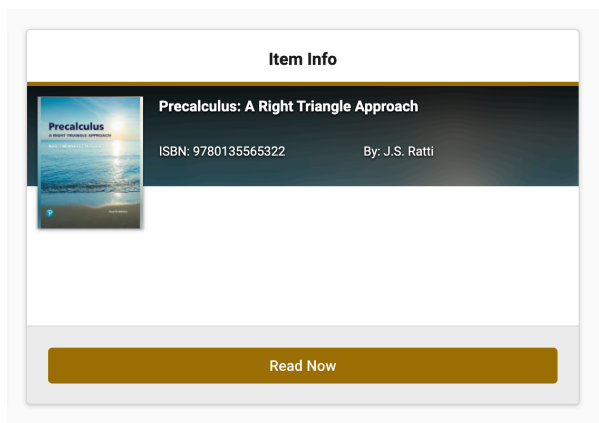 Item Info
Precalculus
A RIGHT TRIANGLE APPROACH
Precalculus: A Right Triangle Approach
ISBN: 9780135565322
By: J.S. Ratti
Read Now